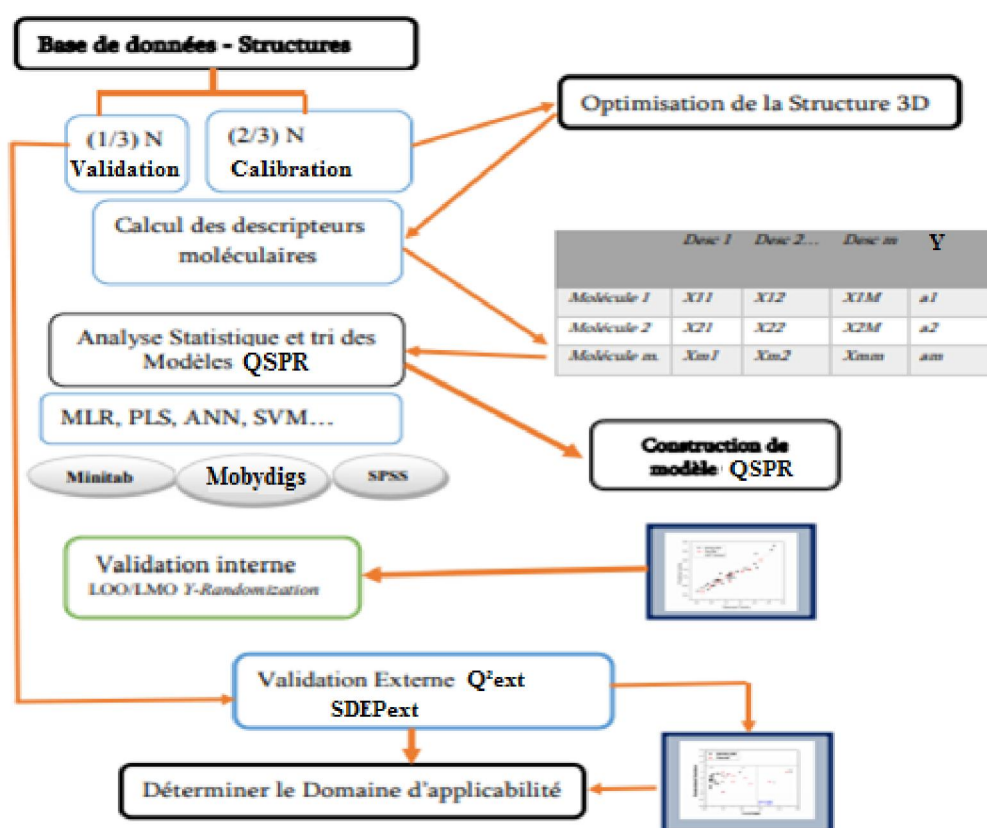 Base de données - Structures
Optimisation de la Structure 3D
(1/3) N
Validation
(2/3) N
Calibration
Calcul des descripteurs
moléculaires
Desc 1 Desc 2... Desc m Y
Molécule 1 X11 X12 X1M a1
Molécule 2 X21 X22 X2M a2
Molécule m. Xm1 Xm2 Xmm am
Analyse Statistique et tri des
Modèles QSPR
MLR, PLS, ANN, SVM...
Minitab
Mobydigs
SPSS
Construction de
modèle QSPR
Validation interne
LOO/LMO Y-Randomization
Validation Externe Q²ext
SDEPext
Déterminer le Domaine d'applicabilité